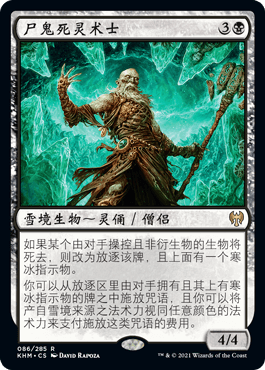 尸鬼死灵术士 3
雪境生物～灵俑 / 僧侣
如果某个由对手操控且非衍生物的生物将
死去，则改为放逐该牌，且上面有一个寒
冰指示物。
你可以从放逐区里由对手拥有且其上有寒
冰指示物的牌之中施放咒语，且你可以将
产自雪境来源之法术力视同任意颜色的法
术力来支付施放这类咒语的费用。
4/4
086/285 R
KHM • CS DAVID RAPOZA
™ & © 2021 Wizards of the Coast